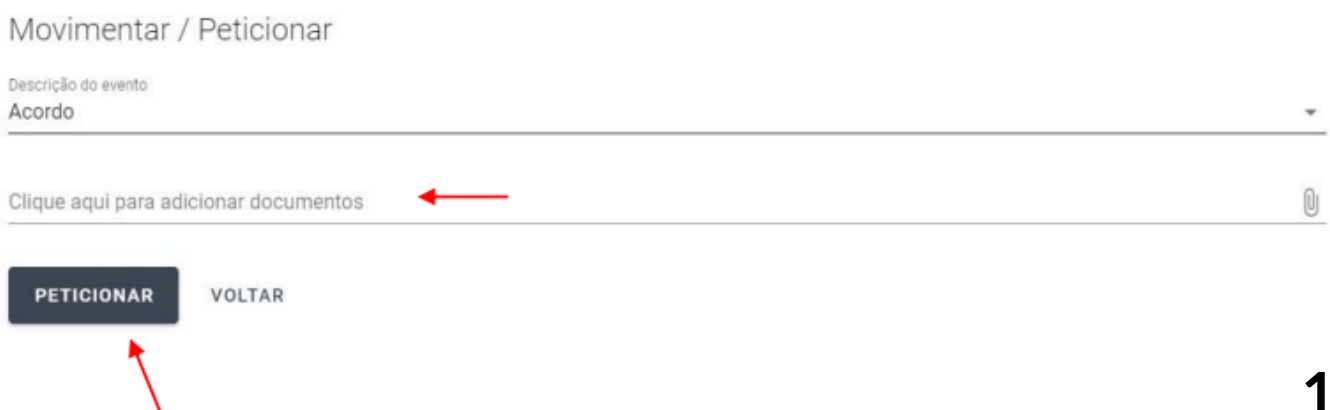 Movimentar / Peticionar
Descrição do evento
Acordo
Clique aqui para adicionar documentos
PETICIONAR VOLTAR
1